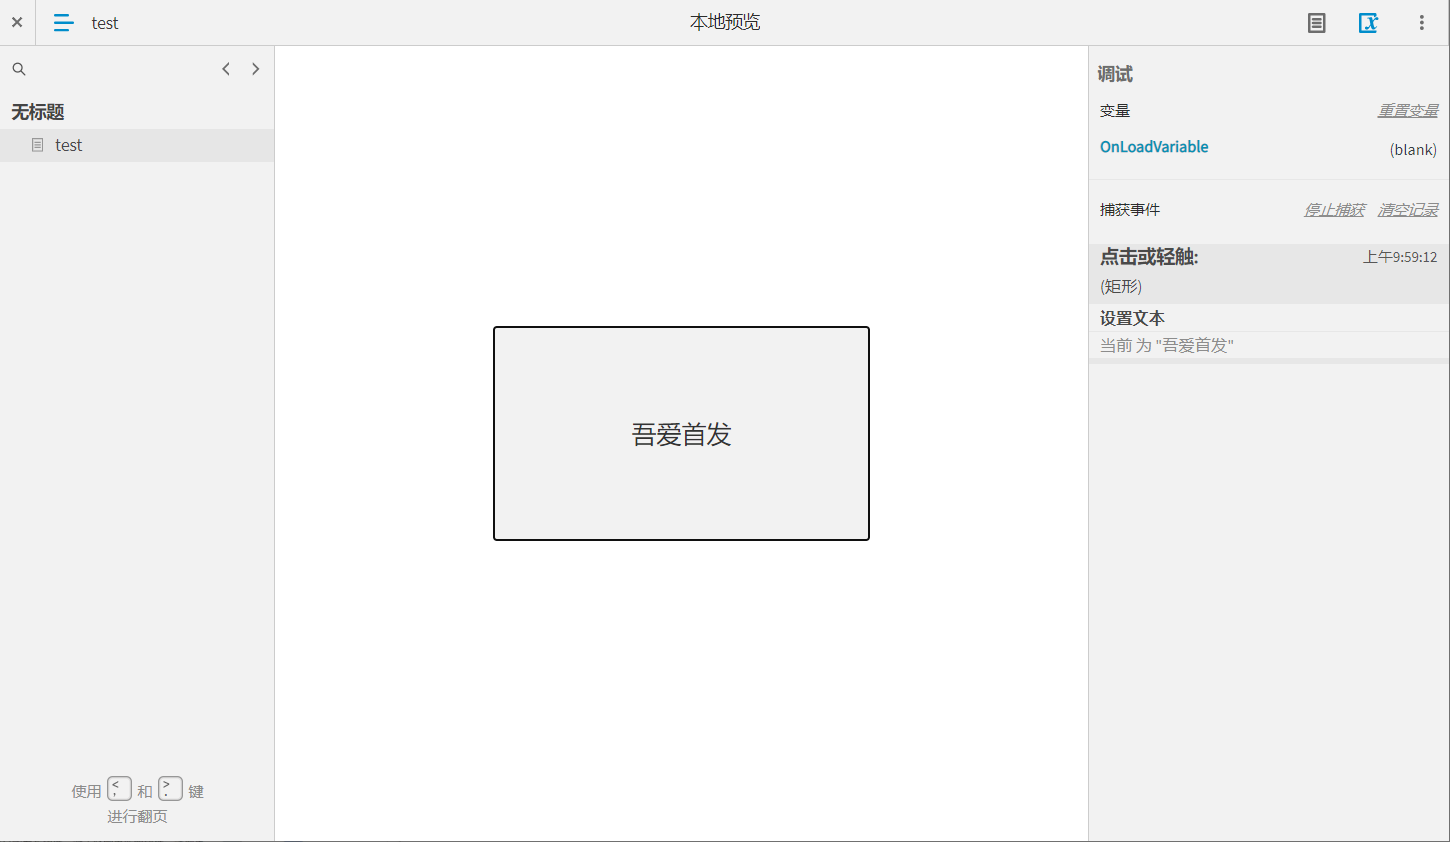 test
本地预览
无标题
test
使用 < , 和 > . 键
进行翻页
吾爱首发
调试
变量 重置变量
OnLoadVariable (blank)
捕获事件 停止捕获 清空记录
点击或轻触: 上午9:59:12
(矩形)
设置文本
当前 为 "吾爱首发"